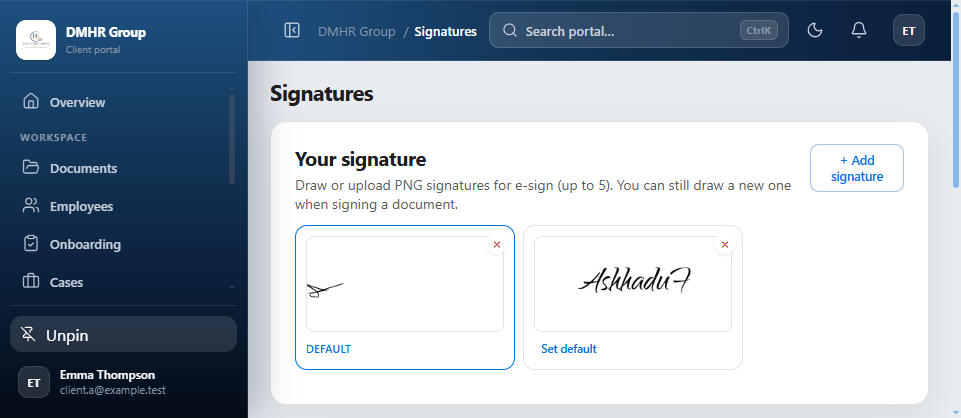 DMHR Group
Client portal
Overview
WORKSPACE
Documents
Employees
Onboarding
Cases
Unpin
ET
Emma Thompson
client.a@example.test
DMHR Group / Signatures
Search portal...
CtrlK
ET
Signatures
Your signature
Draw or upload PNG signatures for e-sign (up to 5). You can still draw a new one
when signing a document.
+ Add
signature
DEFAULT
AshhaduF
Set default